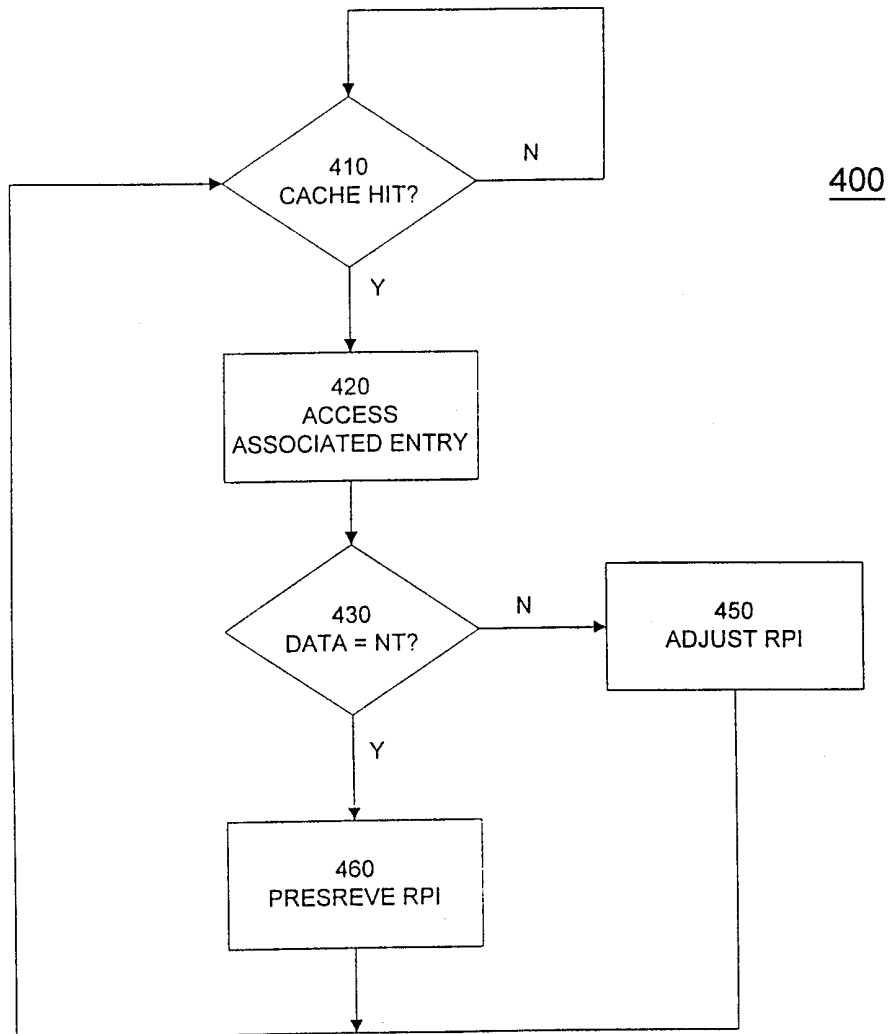 410
CACHE HIT?
N
400
Y
420
ACCESS
ASSOCIATED ENTRY
430
DATA = NT?
N
450
ADJUST RPI
Y
460
PRESREVE RPI